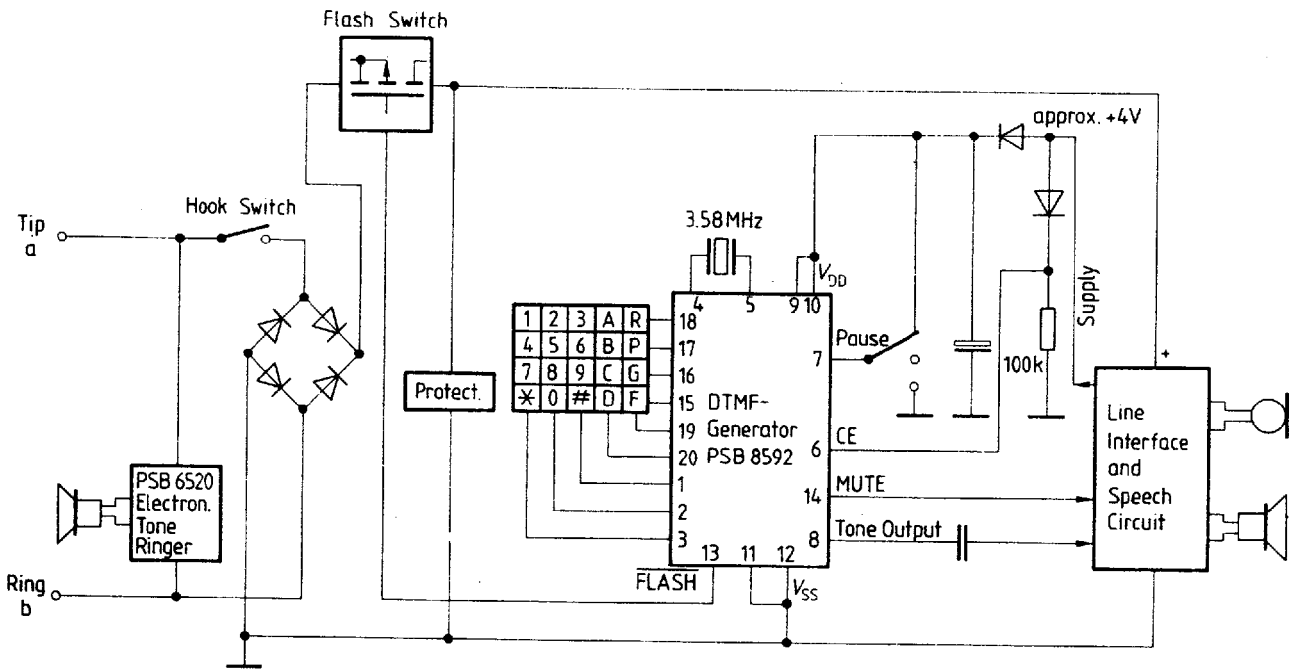 Flash Switch
approx. +4V
Hook Switch
Tip
a
3.58MHz
Supply
4
5
9
10
V_DD
1 2 3 A R
4 5 6 B P
7 8 9 C G
* 0 # D F
18
17
16
15
19
20
1
2
3
DTMF-
Generator
PSB 8592
7
6
14
8
13
11
12
Pause
CE
MUTE
Tone Output
FLASH
V_SS
100k
+
Protect.
Line
Interface
and
Speech
Circuit
PSB 6520
Electron.
Tone
Ringer
Ring
b